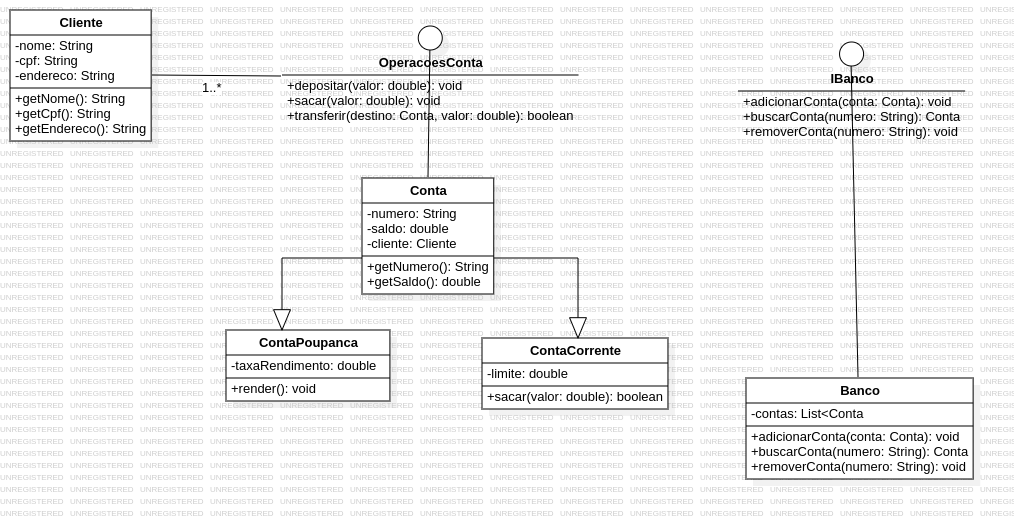 Cliente
-nome: String
-cpf: String
-endereco: String
+getNome(): String
+getCpf(): String
+getEndereco(): String
1..*
OperacoesConta
+depositar(valor: double): void
+sacar(valor: double): void
+transferir(destino: Conta, valor: double): boolean
IBanco
+adicionarConta(conta: Conta): void
+buscarConta(numero: String): Conta
+removerConta(numero: String): void
Conta
-numero: String
-saldo: double
-cliente: Cliente
+getNumero(): String
+getSaldo(): double
ContaPoupanca
-taxaRendimento: double
+render(): void
ContaCorrente
-limite: double
+sacar(valor: double): boolean
Banco
-contas: List<Conta
+adicionarConta(conta: Conta): void
+buscarConta(numero: String): Conta
+removerConta(numero: String): void
UNREGISTERED